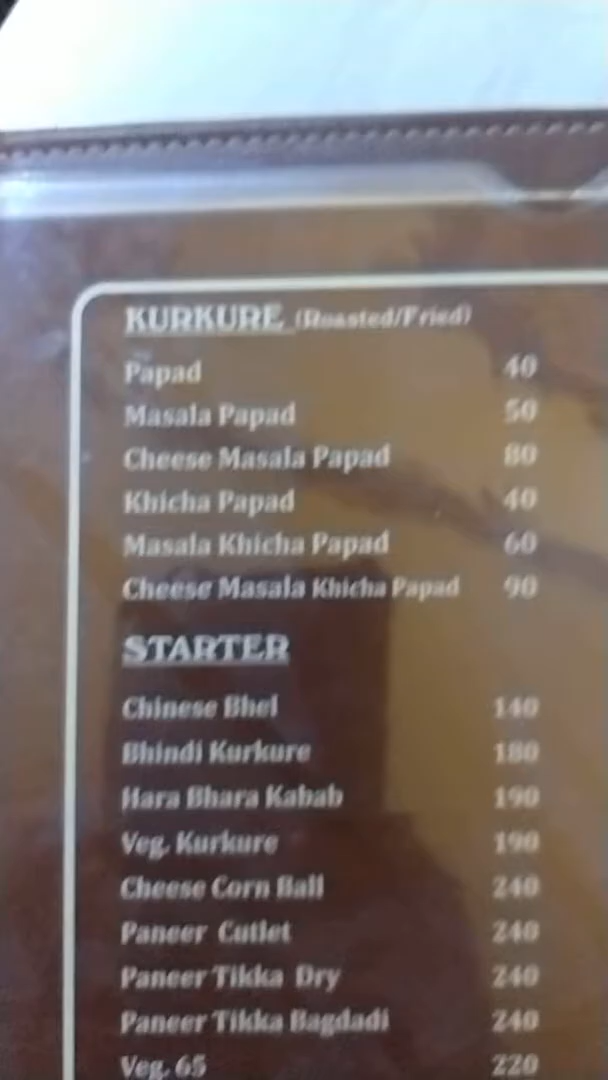 KURKURE (Roasted/Fried)
Papad 40
Masala Papad 50
Cheese Masala Papad 80
Khicha Papad 40
Masala Khicha Papad 60
Cheese Masala Khicha Papad 90
STARTER
Chinese Bhel 140
Bhindi Kurkure 180
Hara Bhara Kabab 190
Veg. Kurkure 190
Cheese Corn Ball 240
Paneer Cutlet 240
Paneer Tikka Dry 240
Paneer Tikka Bagdadi 240
Veg. 65 220